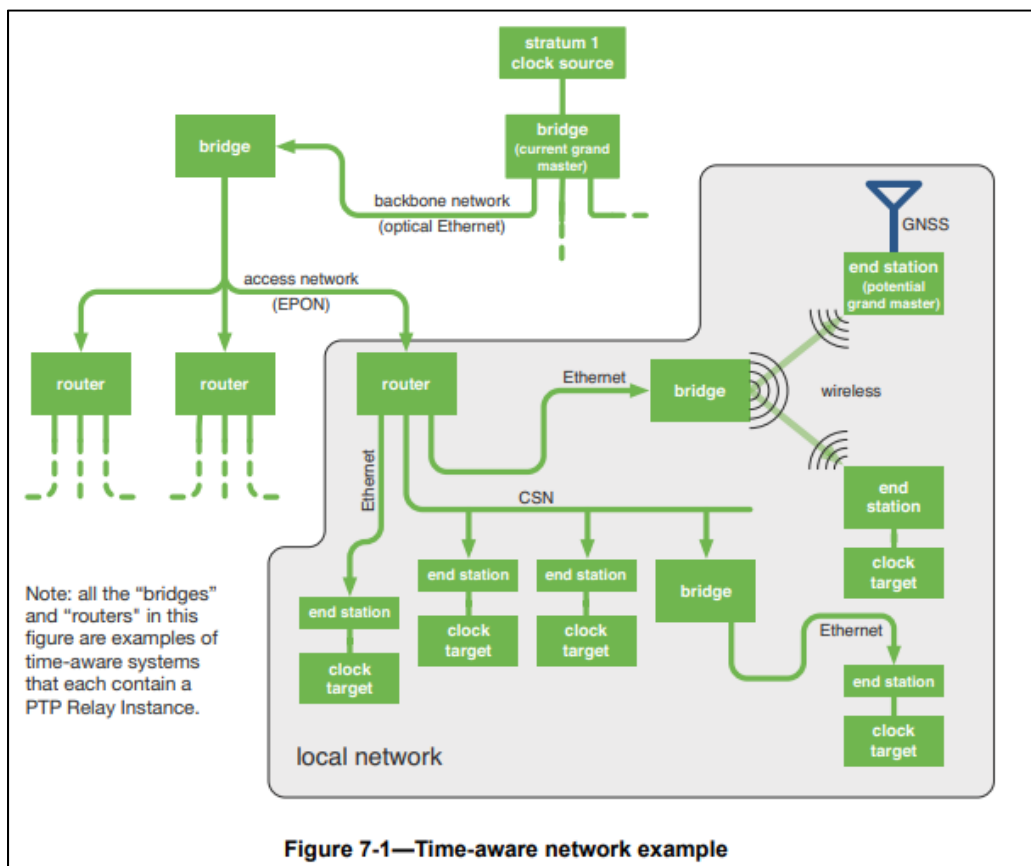 stratum 1
clock source
bridge
(current grand
master)
bridge
backbone network
(optical Ethernet)
GNSS
end station
(potential
grand master)
access network
(EPON)
router
router
router
Ethernet
bridge
wireless
Ethernet
CSN
end
station
clock
target
end station
clock
target
end station
clock
target
end station
clock
target
bridge
Ethernet
end station
clock
target
Note: all the “bridges”
and “routers" in this
figure are examples of
time-aware systems
that each contain a
PTP Relay Instance.
local network
Figure 7-1—Time-aware network example